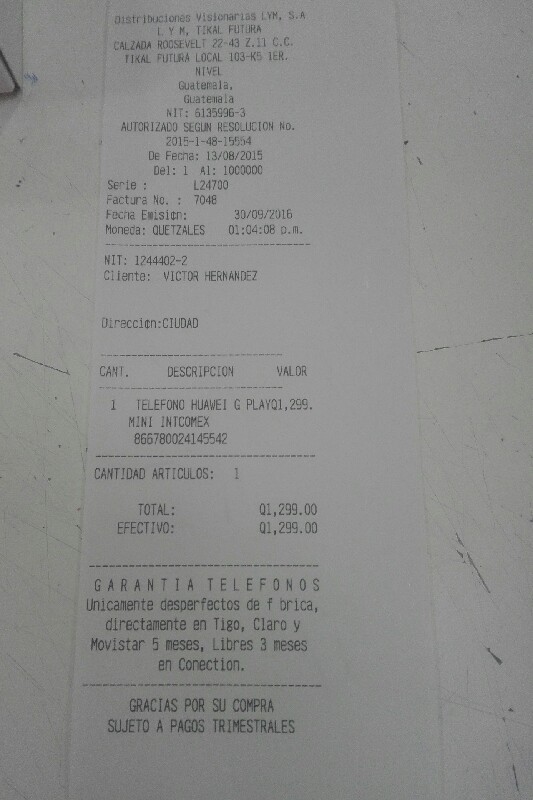 Distribuciones Visionarias LYM, S.A
L Y M, TIKAL FUTURA
CALZADA ROOSEVELT 22-43 Z.11 C.C.
TIKAL FUTURA LOCAL 103-K5 1ER.
NIVEL
Guatemala,
Guatemala
NIT: 6135996-3
AUTORIZADO SEGUN RESOLUCION No.
2015-1-48-15554
De Fecha: 13/08/2015
Del: 1 Al: 1000000
Serie : L24700
Factura No. : 7048
Fecha Emision: 30/09/2016
Moneda: QUETZALES 01:04:08 p.m.
NIT: 1244402-2
Cliente: VICTOR HERNANDEZ
Direccion:CIUDAD
CANT. DESCRIPCION VALOR
1 TELEFONO HUAWEI G PLAYQ1,299.
MINI INTCOMEX
866780024145542
CANTIDAD ARTICULOS: 1
TOTAL: Q1,299.00
EFECTIVO: Q1,299.00
G A R A N T I A T E L E F O N O S
Unicamente desperfectos de f brica,
directamente en Tigo, Claro y
Movistar 5 meses, Libres 3 meses
en Conection.
GRACIAS POR SU COMPRA
SUJETO A PAGOS TRIMESTRALES